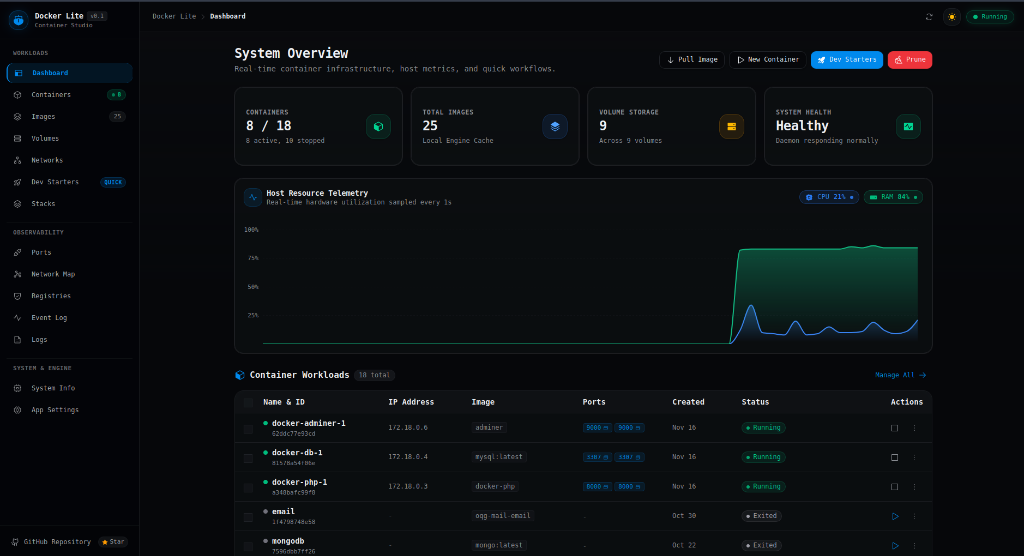 Docker Lite v0.1
Container Studio
WORKLOADS
Dashboard
Containers 8
Images 25
Volumes
Networks
Dev Starters QUICK
Stacks
OBSERVABILITY
Ports
Network Map
Registries
Event Log
Logs
SYSTEM & ENGINE
System Info
App Settings
GitHub Repository Star
Docker Lite > Dashboard
Running
System Overview
Real-time container infrastructure, host metrics, and quick workflows.
Pull Image
New Container
Dev Starters
Prune
CONTAINERS
8 / 18
8 active, 10 stopped
TOTAL IMAGES
25
Local Engine Cache
VOLUME STORAGE
9
Across 9 volumes
SYSTEM HEALTH
Healthy
Daemon responding normally
Host Resource Telemetry
Real-time hardware utilization sampled every 1s
CPU 21%
RAM 84%
100%
75%
50%
25%
Container Workloads 18 total
Manage All
Name & ID IP Address Image Ports Created Status Actions
docker-adminer-1 172.18.0.6 adminer Nov 16 Running
62ddc77e93cd
docker-db-1 172.18.0.4 mysql:latest Nov 16 Running
docker-php-1 172.18.0.3 docker-php 8000 8000 Nov 16 Running
a348bafc99f8
email - oqg-mail-email - Oct 30 Exited
1f4798748e58
mongodb - mongo:latest - Oct 22 Exited
7596dbb7ff26